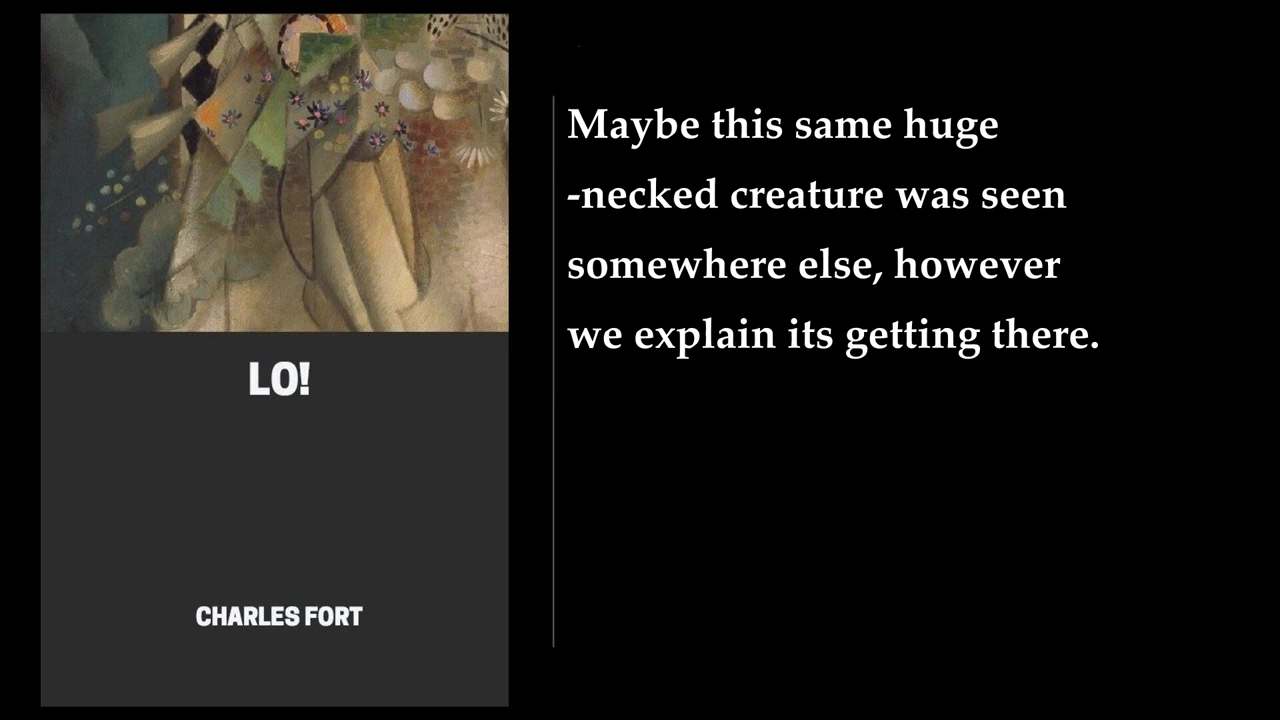 LO!
CHARLES FORT
Maybe this same huge
-necked creature was seen
somewhere else, however
we explain its getting there.